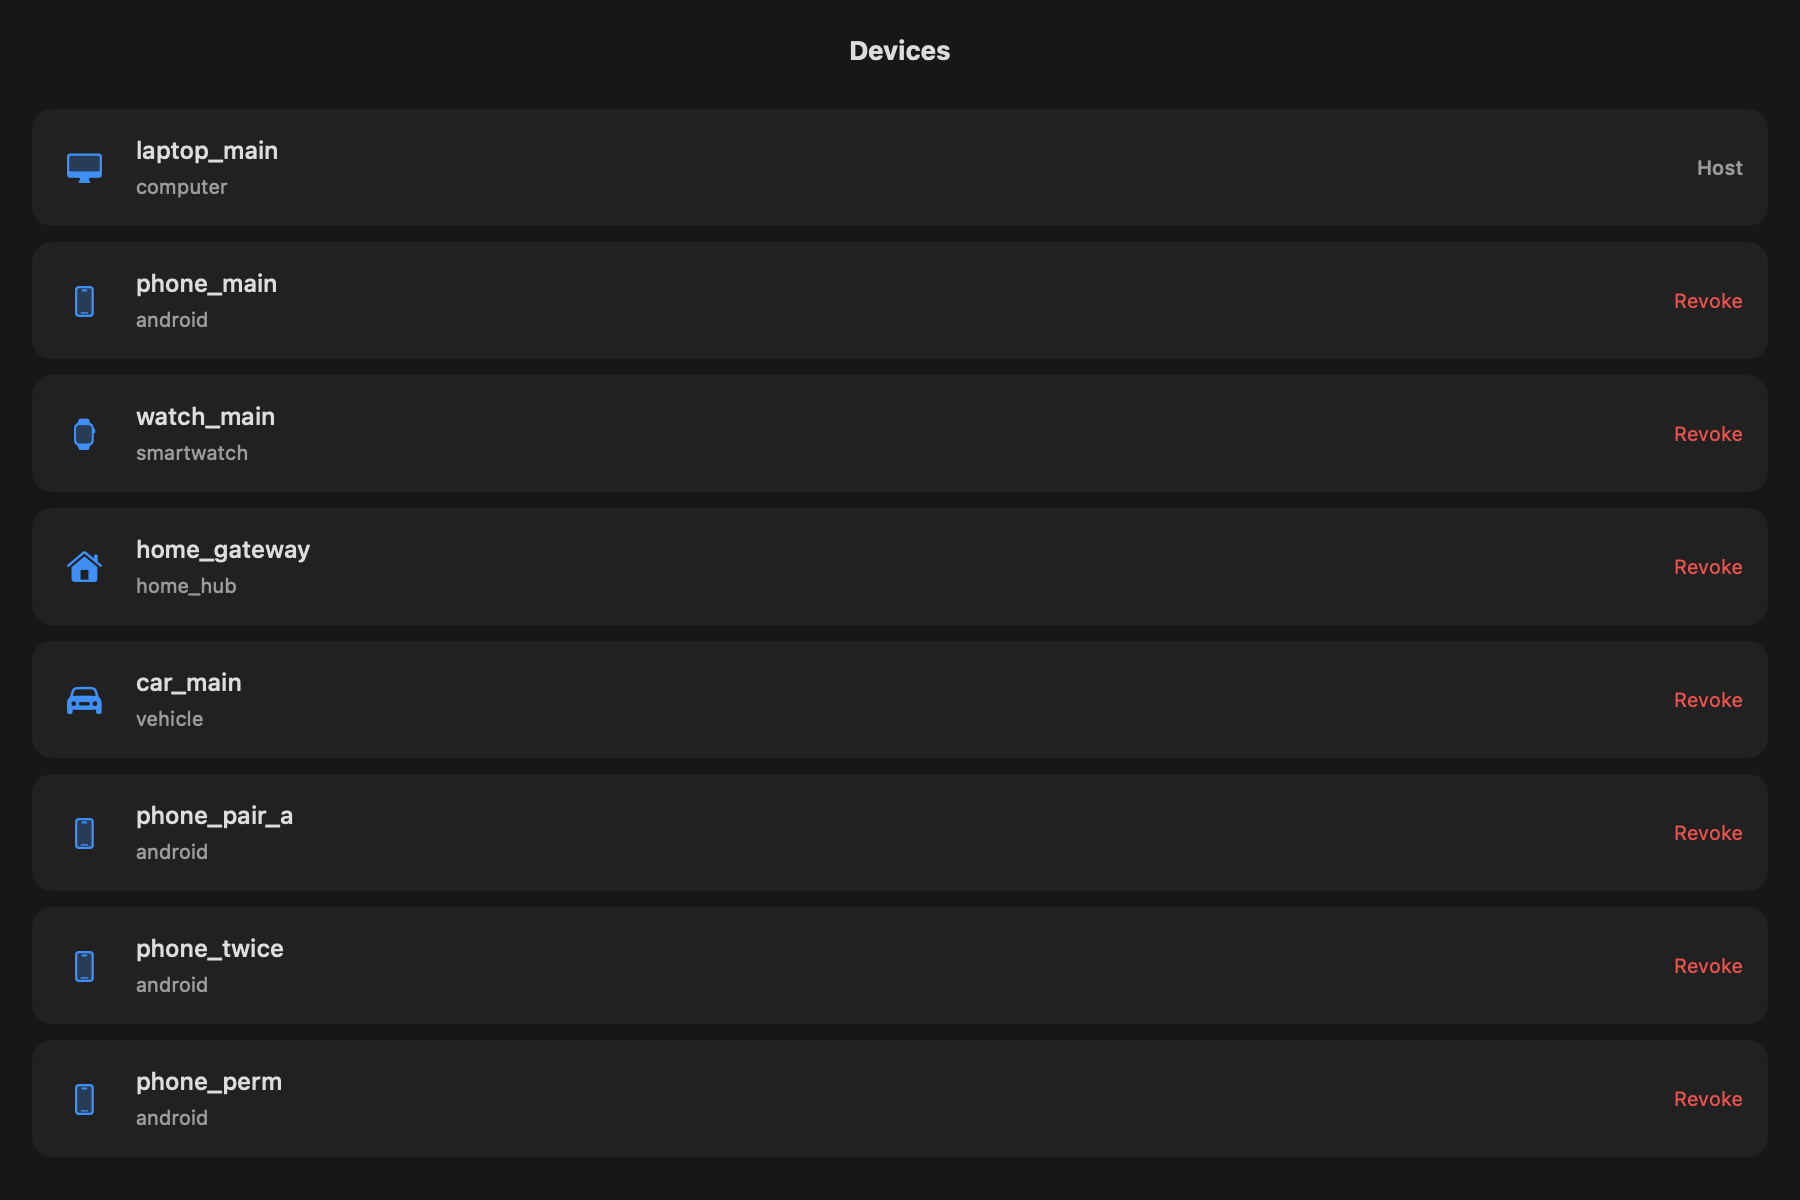 Devices
laptop_main
computer
Host
phone_main
android
Revoke
watch_main
smartwatch
Revoke
home_gateway
home_hub
Revoke
car_main
vehicle
Revoke
phone_pair_a
android
Revoke
phone_twice
android
Revoke
phone_perm
android
Revoke